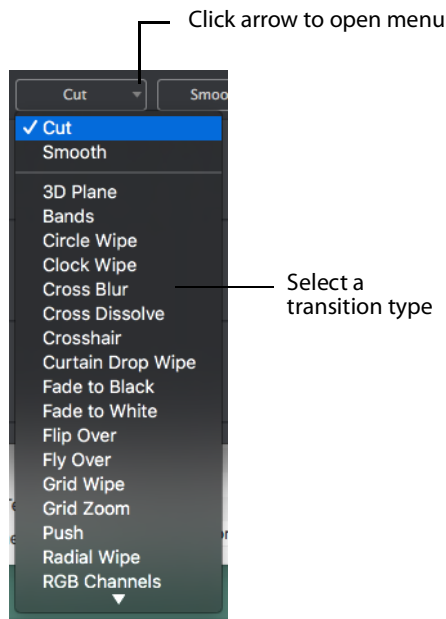 Click arrow to open menu
Cut
Smoo
✓ Cut
Smooth
3D Plane
Bands
Circle Wipe
Clock Wipe
Cross Blur
Select a
transition type
Cross Dissolve
Crosshair
Curtain Drop Wipe
Fade to Black
Fade to White
Flip Over
Fly Over
Grid Wipe
Grid Zoom
Push
Radial Wipe
RGB Channels